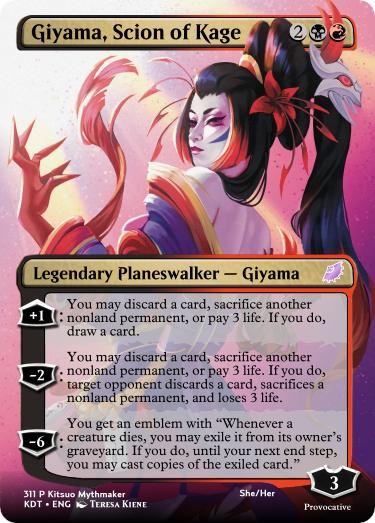 Giyama, Scion of Kage 2
Legendary Planeswalker — Giyama
+1: You may discard a card, sacrifice another
nonland permanent, or pay 3 life. If you do,
draw a card.
-2: You may discard a card, sacrifice another
nonland permanent, or pay 3 life. If you do,
target opponent discards a card, sacrifices a
nonland permanent, and loses 3 life.
-6: You get an emblem with “Whenever a
creature dies, you may exile it from its owner's
graveyard. If you do, until your next end step,
you may cast copies of the exiled card.”
3
311 P Kitsuo Mythmaker She/Her
KDT • ENG Teresa Kiene Provocative